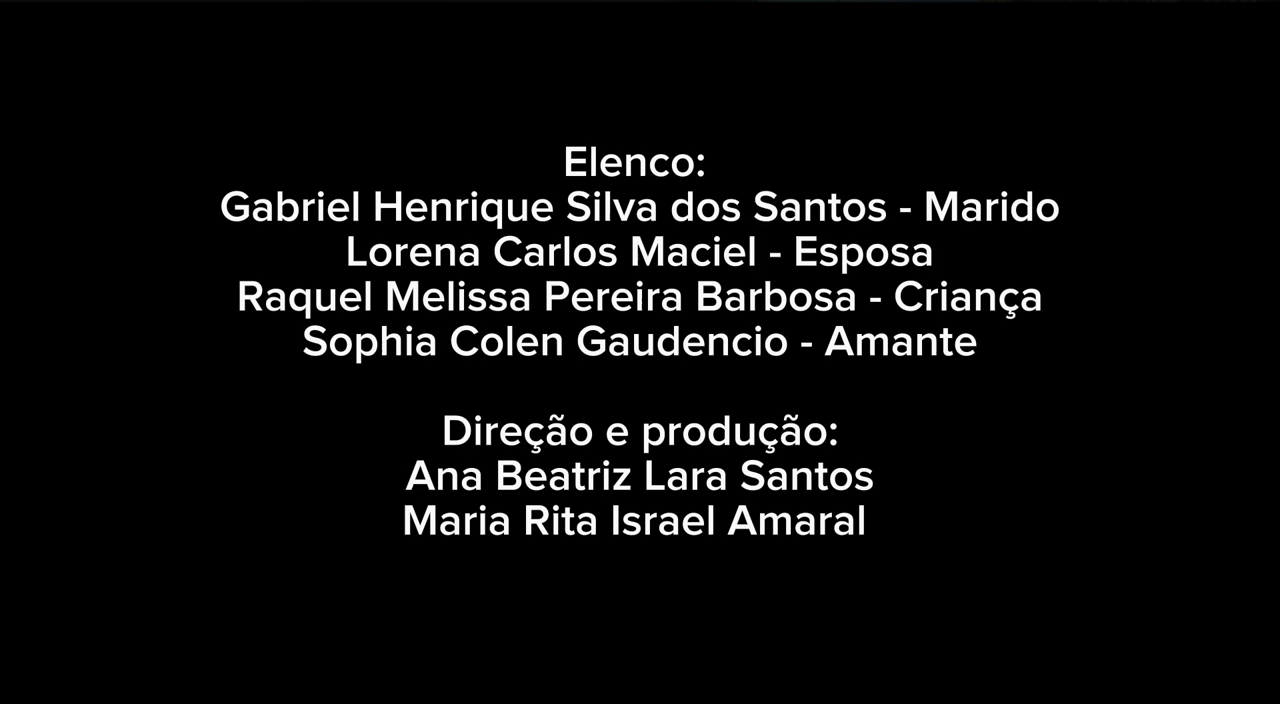 Elenco:
Gabriel Henrique Silva dos Santos - Marido
Lorena Carlos Maciel - Esposa
Raquel Melissa Pereira Barbosa - Criança
Sophia Colen Gaudencio - Amante
Direção e produção:
Ana Beatriz Lara Santos
Maria Rita Israel Amaral